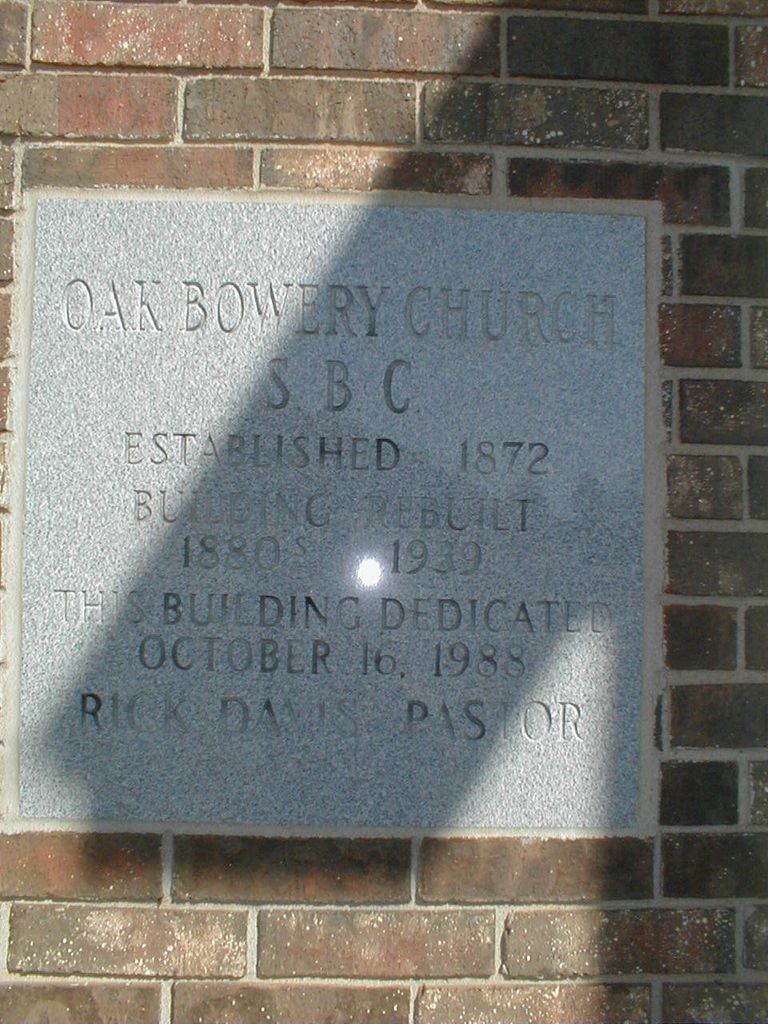 OAK BOWERY CHURCH
S B C
ESTABLISHED 1872
BUILDING REBUILT
1880S 1939
THIS BUILDING DEDICATED
OCTOBER 16, 1988
RICK DAVIS PASTOR